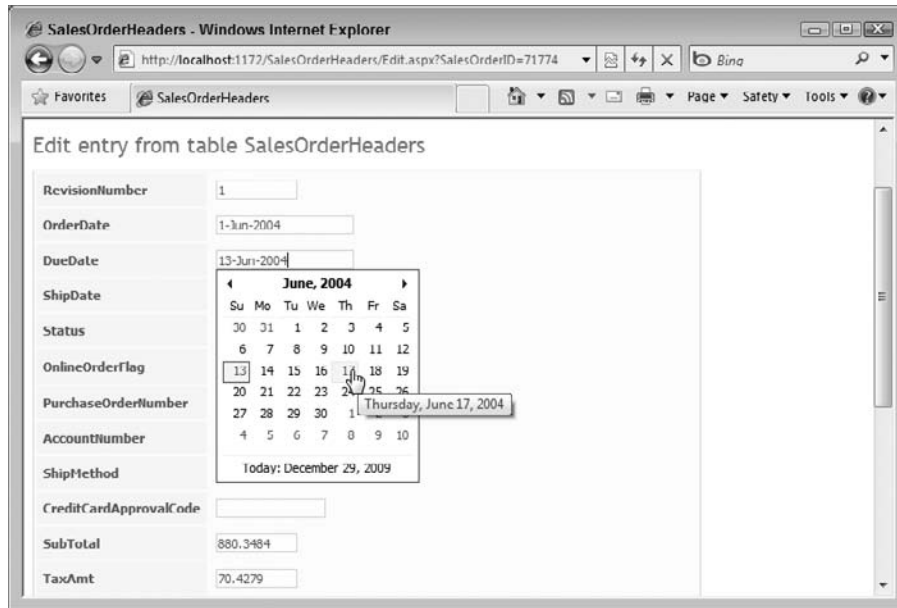 SalesOrderHeaders - Windows Internet Explorer
http://localhost:1172/SalesOrderHeaders/Edit.aspx?SalesOrderID=71774
Bing
Favorites
SalesOrderHeaders
Page
Safety
Tools
Edit entry from table SalesOrderHeaders
RevisionNumber 1
OrderDate 1-Jun-2004
DueDate 13-Jun-2004
June, 2004
Su Mo Tu We Th Fr Sa
30 31 1 2 3 4 5
6 7 8 9 10 11 12
13 14 15 16 17 18 19
20 21 22 23 24 25 26
27 28 29 30 1
4 5 6 7 8 9 10
Today: December 29, 2009
Thursday, June 17, 2004
ShipDate
Status
OnlineOrderFlag
PurchaseOrderNumber
AccountNumber
ShipMethod
CreditCardApprovalCode
SubTotal 880.3484
TaxAmt 70.4279